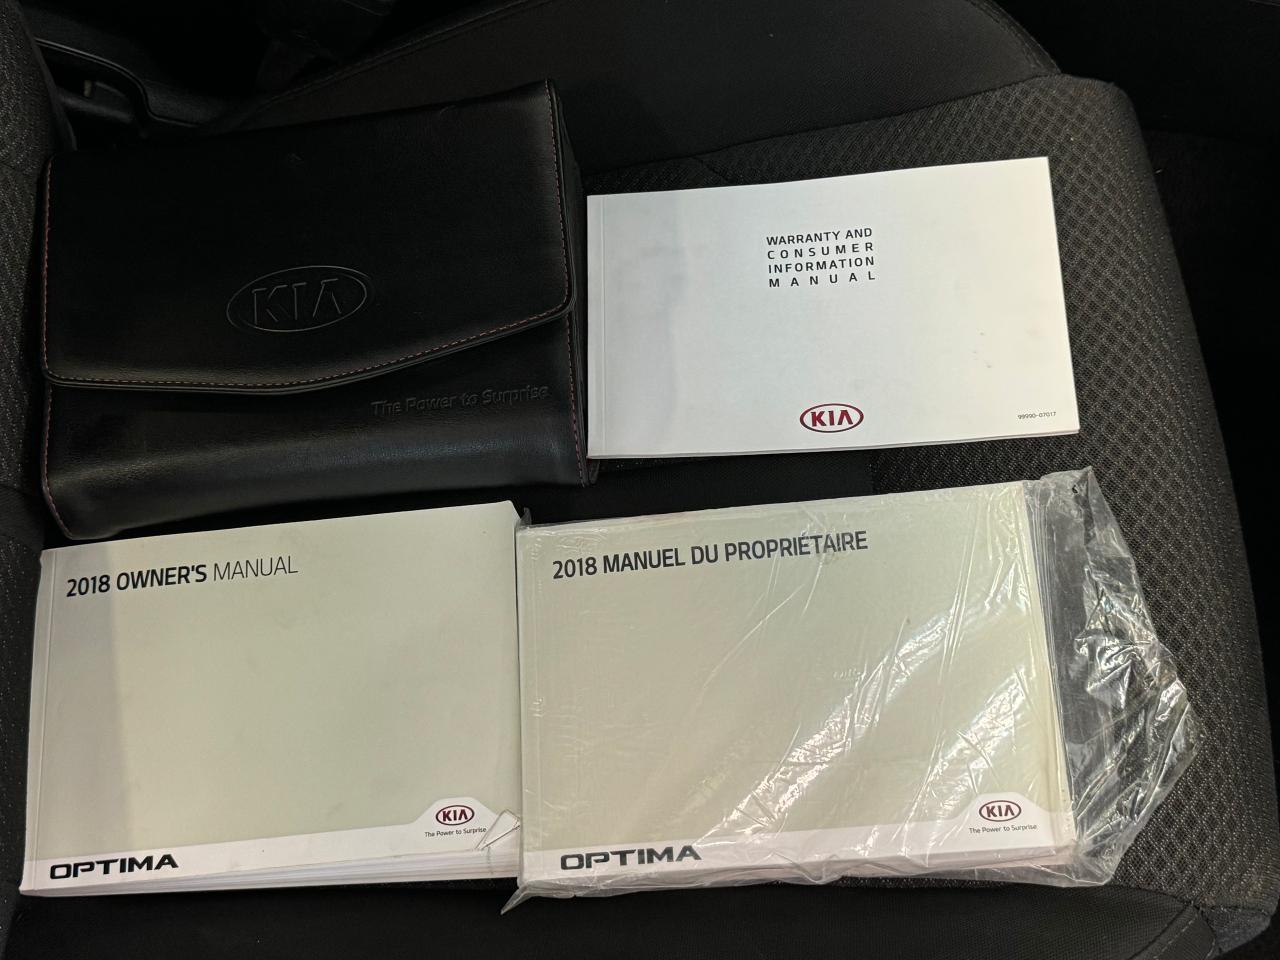 KIA
The Power to Surprise
WARRANTY AND
CONSUMER
INFORMATION
MANUAL
KIA
99990-07017
2018 OWNER'S MANUAL
KIA
The Power to Surprise
OPTIMA
2018 MANUEL DU PROPRIÉTAIRE
KIA
The Power to Surprise
OPTIMA